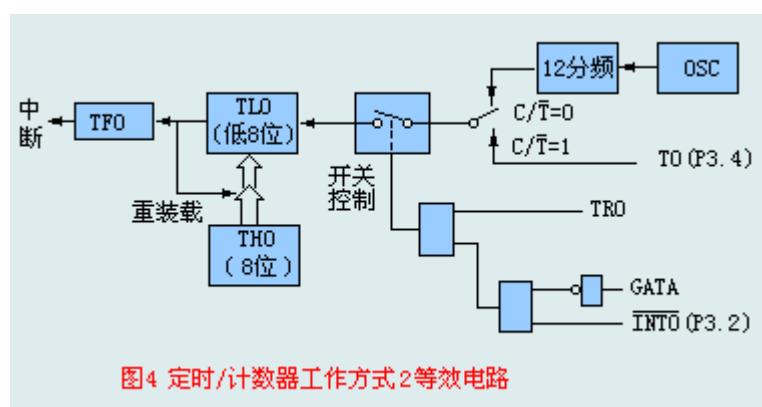 12分频
OSC
中断
TF0
TL0
(低8位)
C/T̅=0
C/T̅=1
T0(P3.4)
开关
控制
重装载
TH0
(8位)
TR0
GATA
I̅N̅T̅0̅(P3.2)
图4 定时/计数器工作方式2等效电路